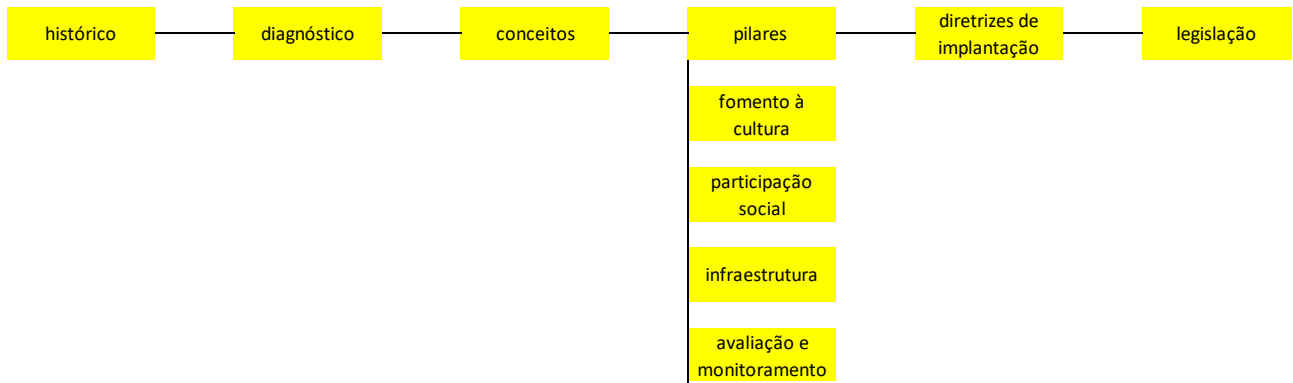 histórico
diagnóstico
conceitos
pilares
diretrizes de
implantação
legislação
fomento à
cultura
participação
social
infraestrutura
avaliação e
monitoramento